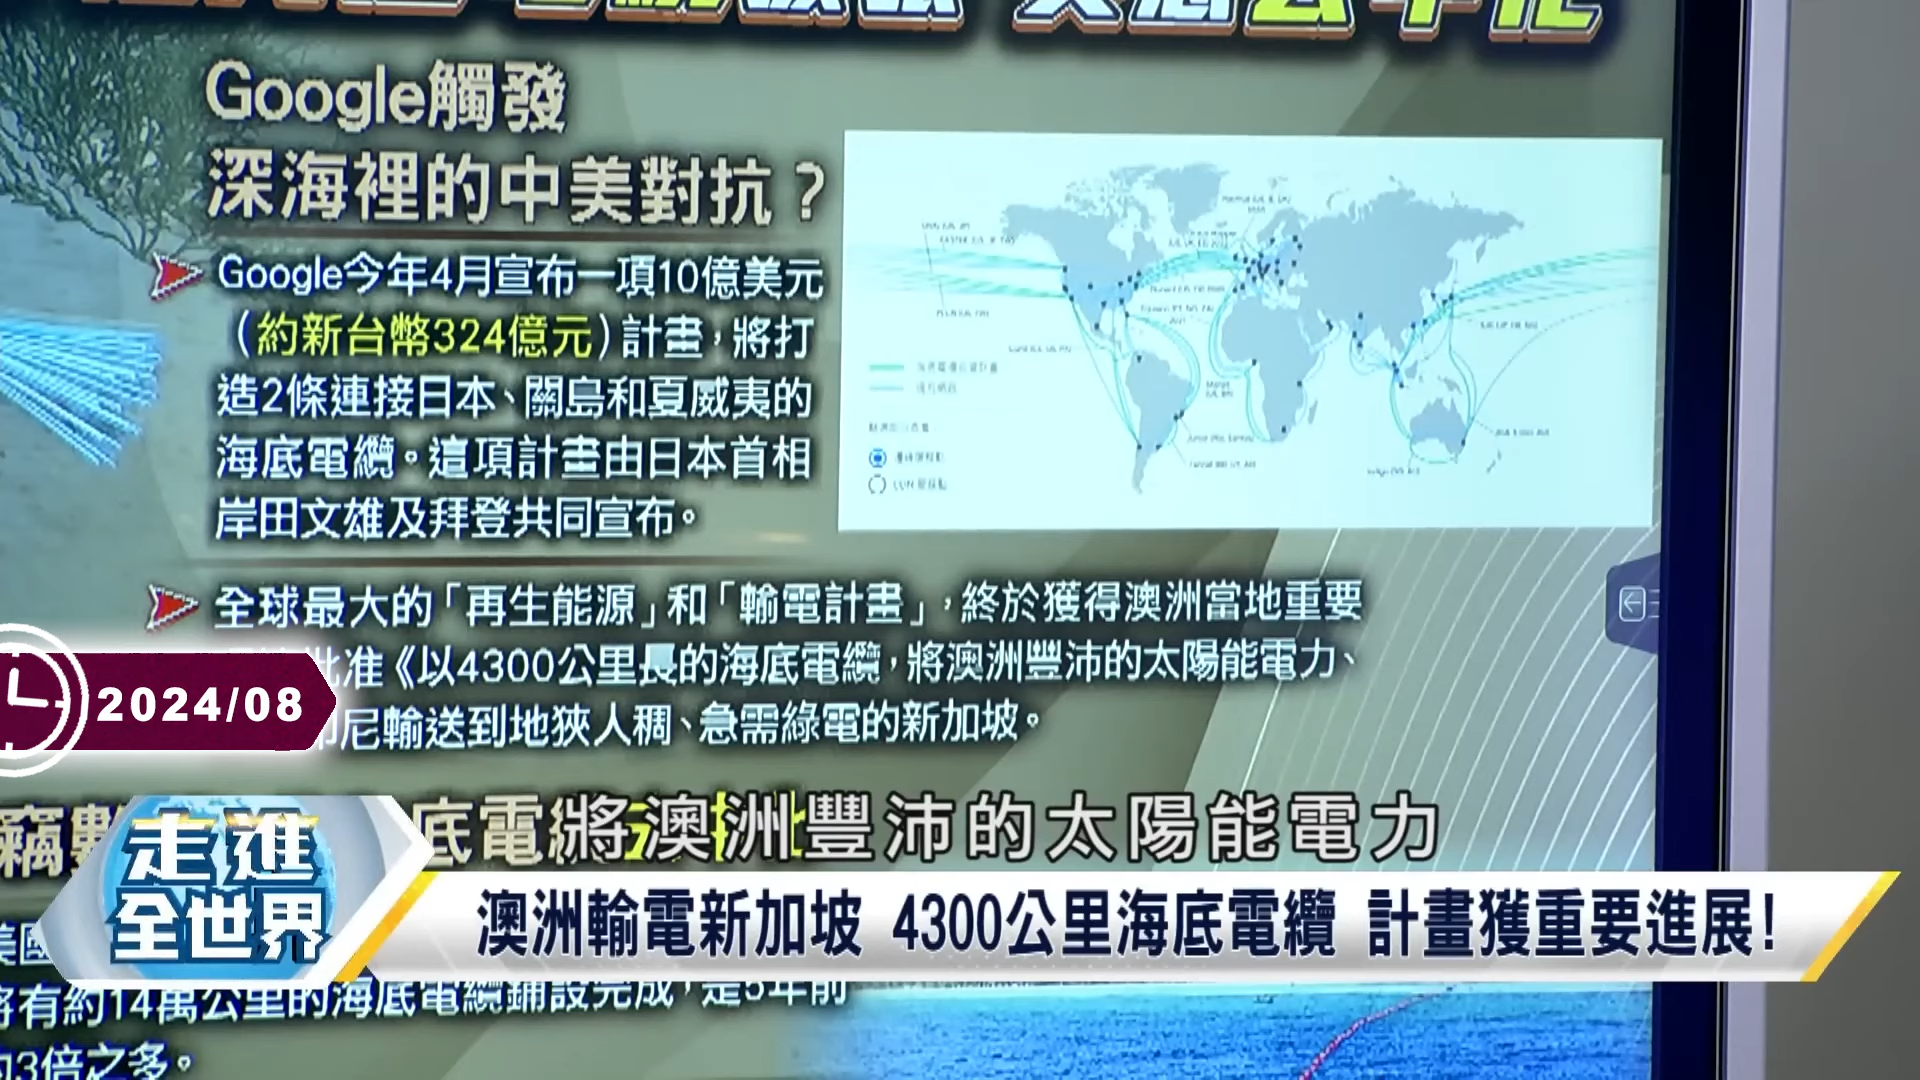 Google觸發
深海裡的中美對抗？
Google今年4月宣布一項10億美元
（約新台幣324億元）計畫，將打
造2條連接日本、關島和夏威夷的
海底電纜。這項計畫由日本首相
岸田文雄及拜登共同宣布。
全球最大的「再生能源」和「輸電計畫」，終於獲得澳洲當地重要
批准《以4300公里長的海底電纜，將澳洲豐沛的太陽能電力、
印尼輸送到地狹人稠、急需綠電的新加坡。
2024/08
底電
將澳洲豐沛的太陽能電力
走進
全世界
澳洲輸電新加坡 4300公里海底電纜 計畫獲重要進展!
美國
將有約14萬公里的海底電纜鋪設完成，是5年前
的3倍之多。